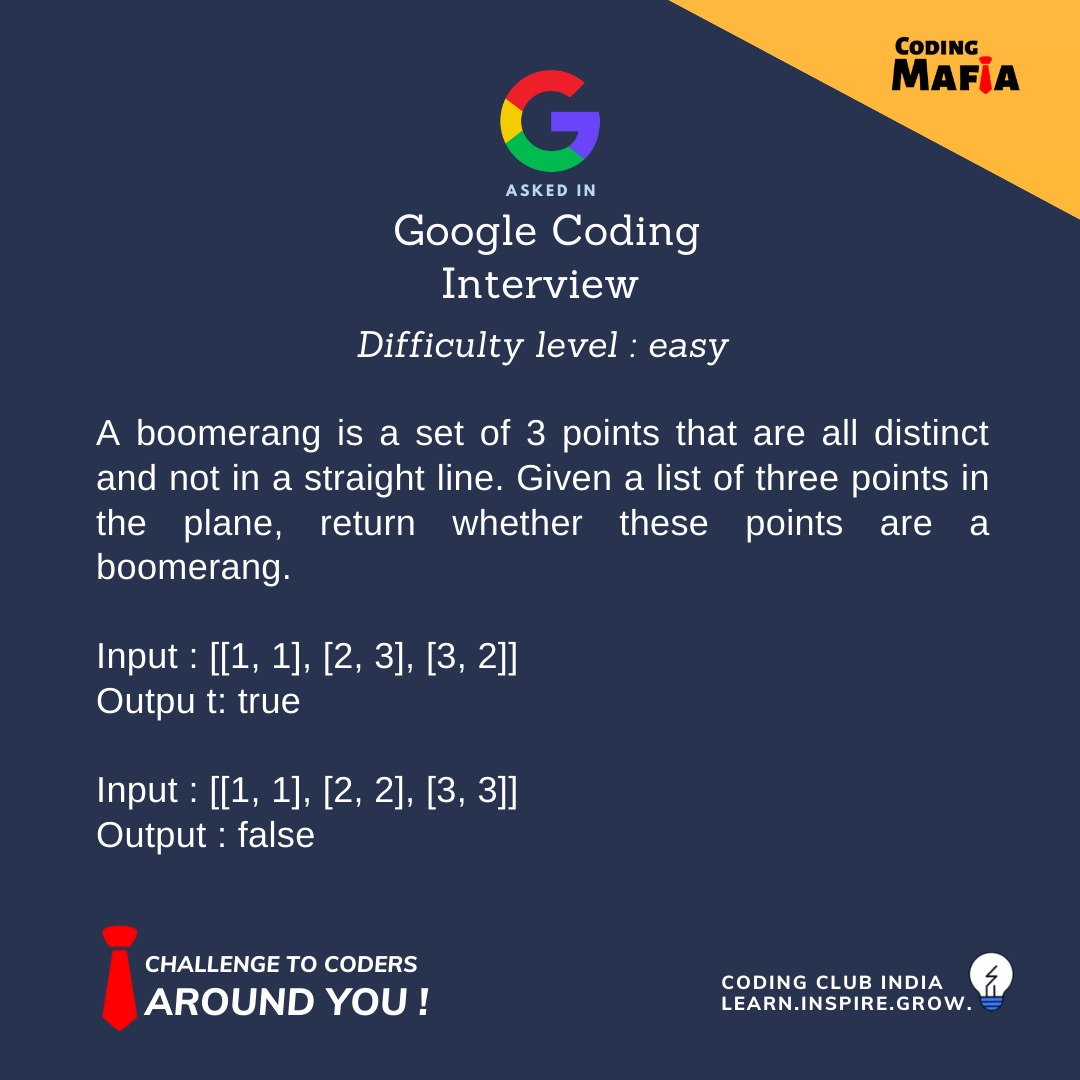 CODING
MAFIA
ASKED IN
Google Coding
Interview
Difficulty level : easy
A boomerang is a set of 3 points that are all distinct
and not in a straight line. Given a list of three points in
the plane, return whether these points are a
boomerang.
Input : [[1, 1], [2, 3], [3, 2]]
Outpu t: true
Input : [[1, 1], [2, 2], [3, 3]]
Output : false
CHALLENGE TO CODERS
AROUND YOU !
CODING CLUB INDIA
LEARN.INSPIRE.GROW.